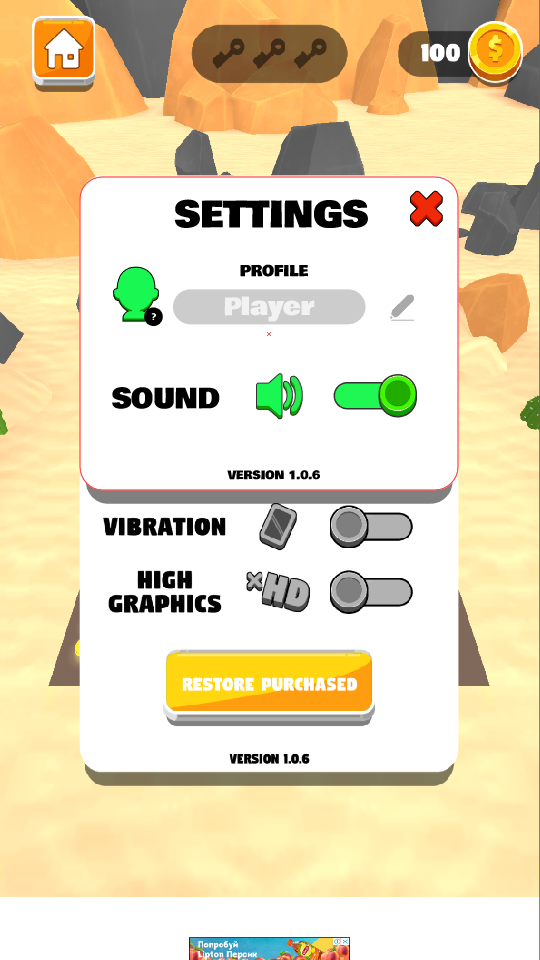 100
SETTINGS
PROFILE
Player
?
SOUND
VERSION 1.0.6
VIBRATION
HIGH
GRAPHICS
HD
RESTORE PURCHASED
VERSION 1.0.6
Попробуй
Lipton Персик